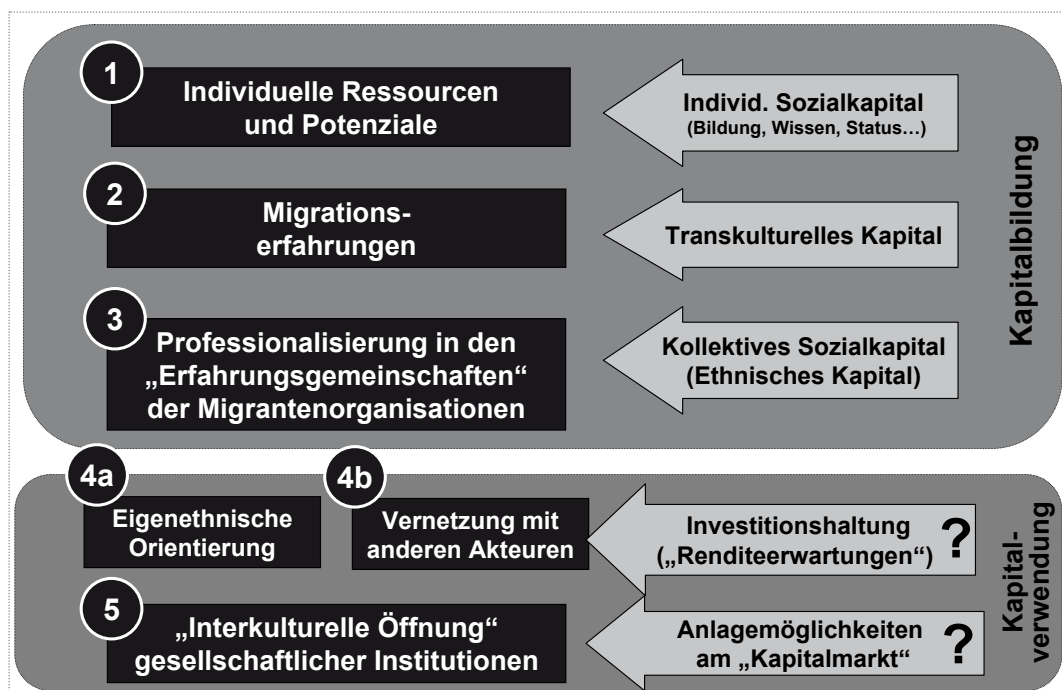 1
Individuelle Ressourcen
und Potenziale
Individ. Sozialkapital
(Bildung, Wissen, Status…)
2
Migrations-
erfahrungen
Transkulturelles Kapital
3
Professionalisierung in den
„Erfahrungsgemeinschaften“
der Migrantenorganisationen
Kollektives Sozialkapital
(Ethnisches Kapital)
Kapitalbildung
4a
Eigenethnische
Orientierung
4b
Vernetzung mit
anderen Akteuren
Investitionshaltung
(„Renditeerwartungen“)
?
5
„Interkulturelle Öffnung“
gesellschaftlicher Institutionen
Anlagemöglichkeiten
am „Kapitalmarkt“
?
Kapital-
verwendung